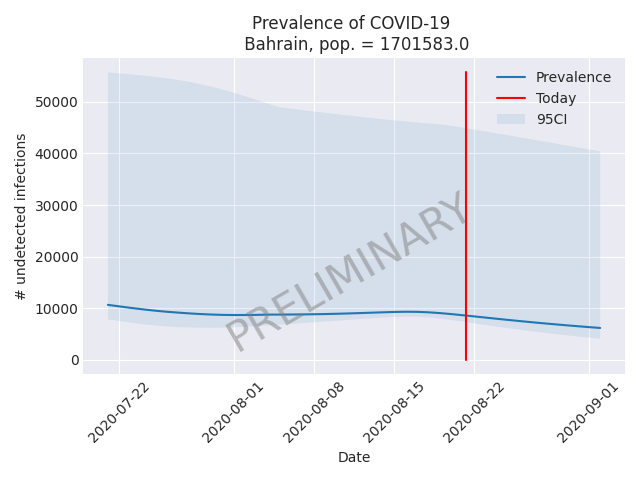 Prevalence of COVID-19
Bahrain, pop. = 1701583.0
Prevalence
Today
95CI
50000
40000
30000
20000
10000
0
# undetected infections
PRELIMINARY
2020-07-22
2020-08-01
2020-08-08
2020-08-15
2020-08-22
2020-09-01
Date